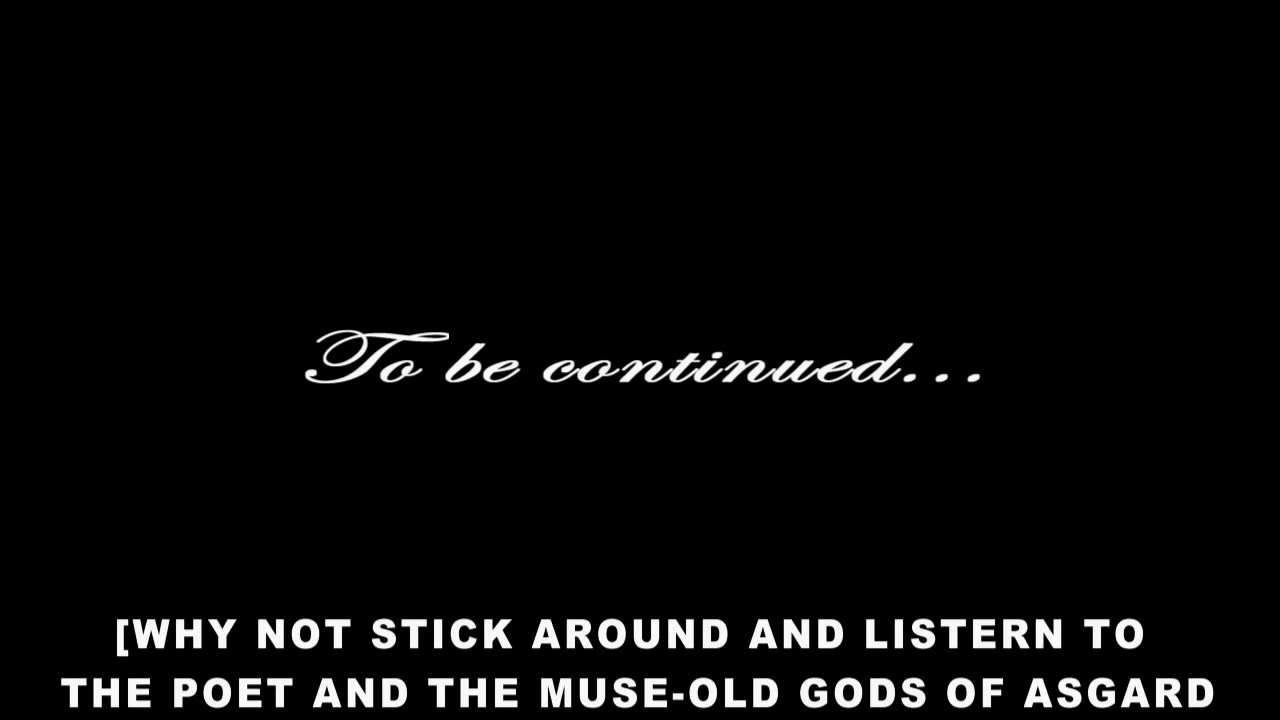 To be continued...
[WHY NOT STICK AROUND AND LISTERN TO
THE POET AND THE MUSE-OLD GODS OF ASGARD